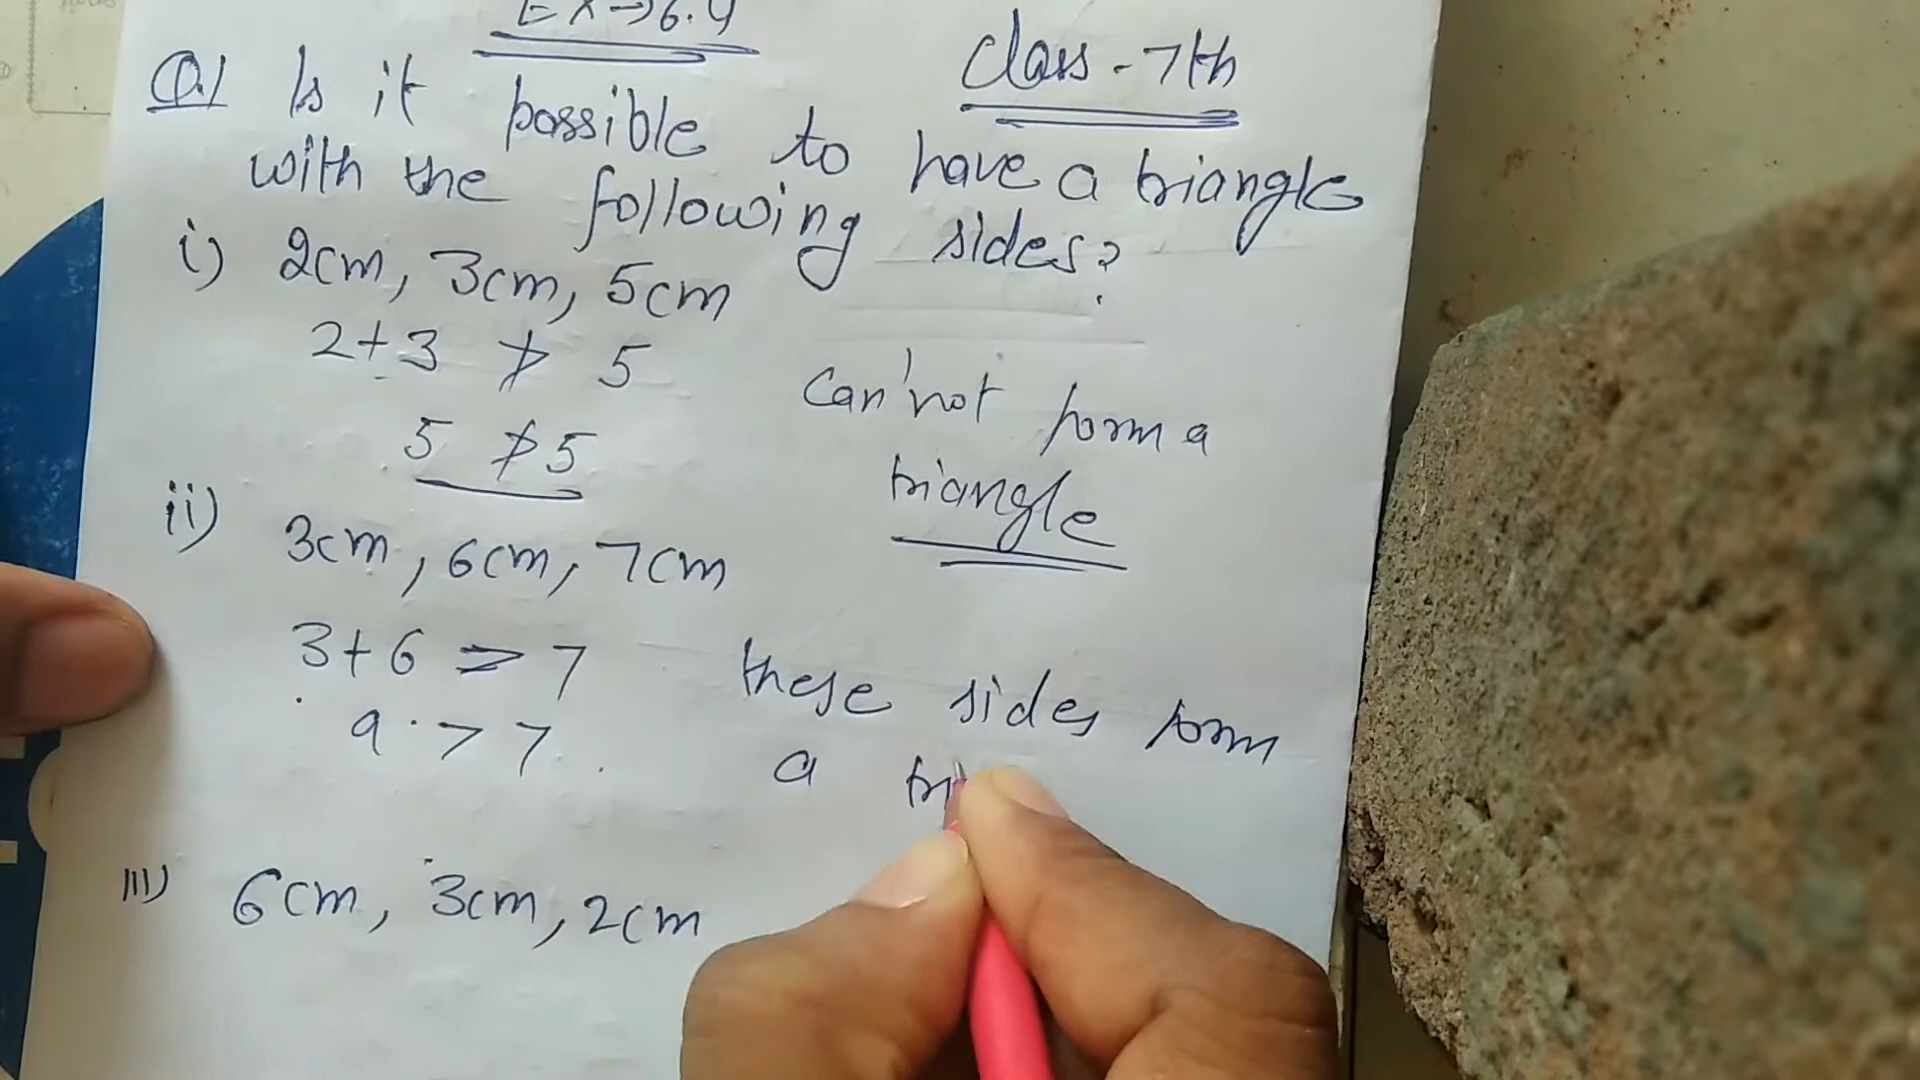 Ex→6.4
Class-7th
Q.1 Is it possible to have a triangle
with the following sides?
i) 2cm, 3cm, 5cm
2+3 ≯ 5
5 ≯ 5
Can'not form a
triangle
ii) 3cm, 6cm, 7cm
3+6 > 7
9 > 7
these sides form
a tri
III) 6cm, 3cm, 2cm